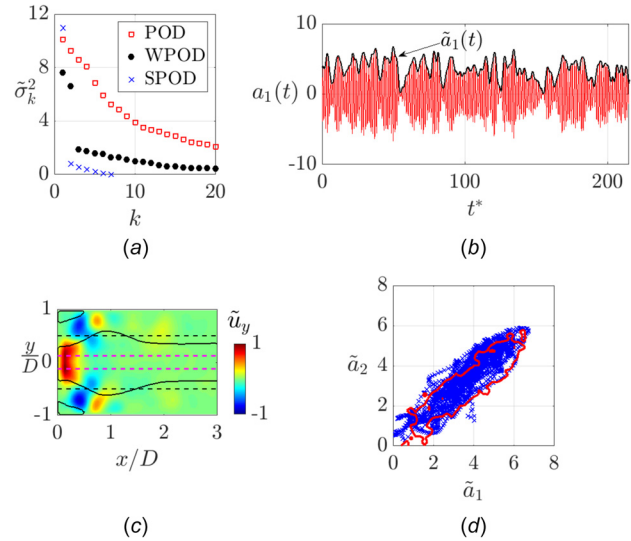 (a)
12
8
4
0
σ̃²ₖ
□ POD
● WPOD
× SPOD
0 10 20
k
(b)
10
0
-10
a₁(t)
ã₁(t)
0 100 200
t*
(c)
1
0
-1
y/D
0 1 2 3
x/D
ũ_y
1
-1
(d)
6
4
2
0
ã₂
0 2 4 6 8
ã₁